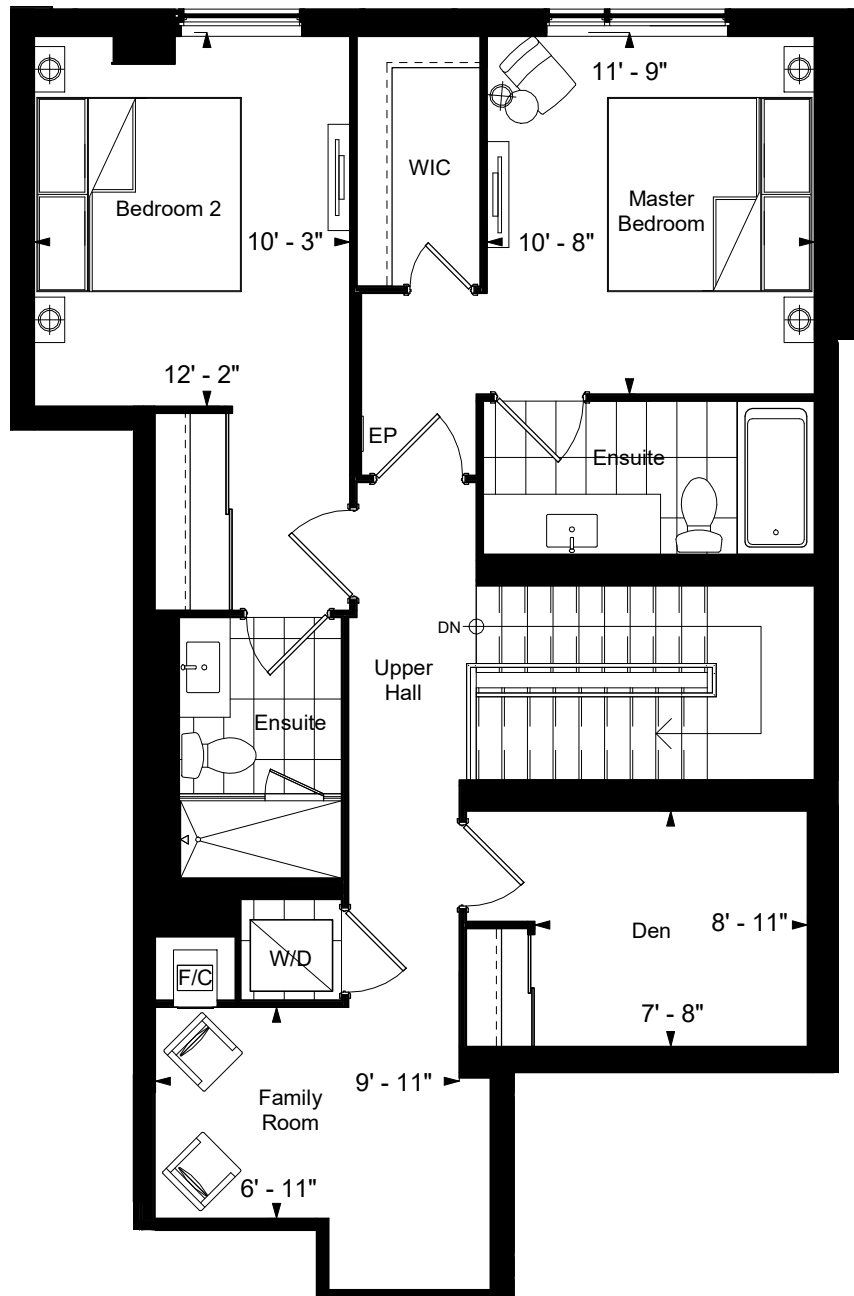 11' - 9"
WIC
Bedroom 2
Master
Bedroom
10' - 3"
10' - 8"
12' - 2"
EP
Ensuite
DN
Upper
Hall
Ensuite
W/D
Den
8' - 11"
F/C
7' - 8"
9' - 11"
Family
Room
6' - 11"